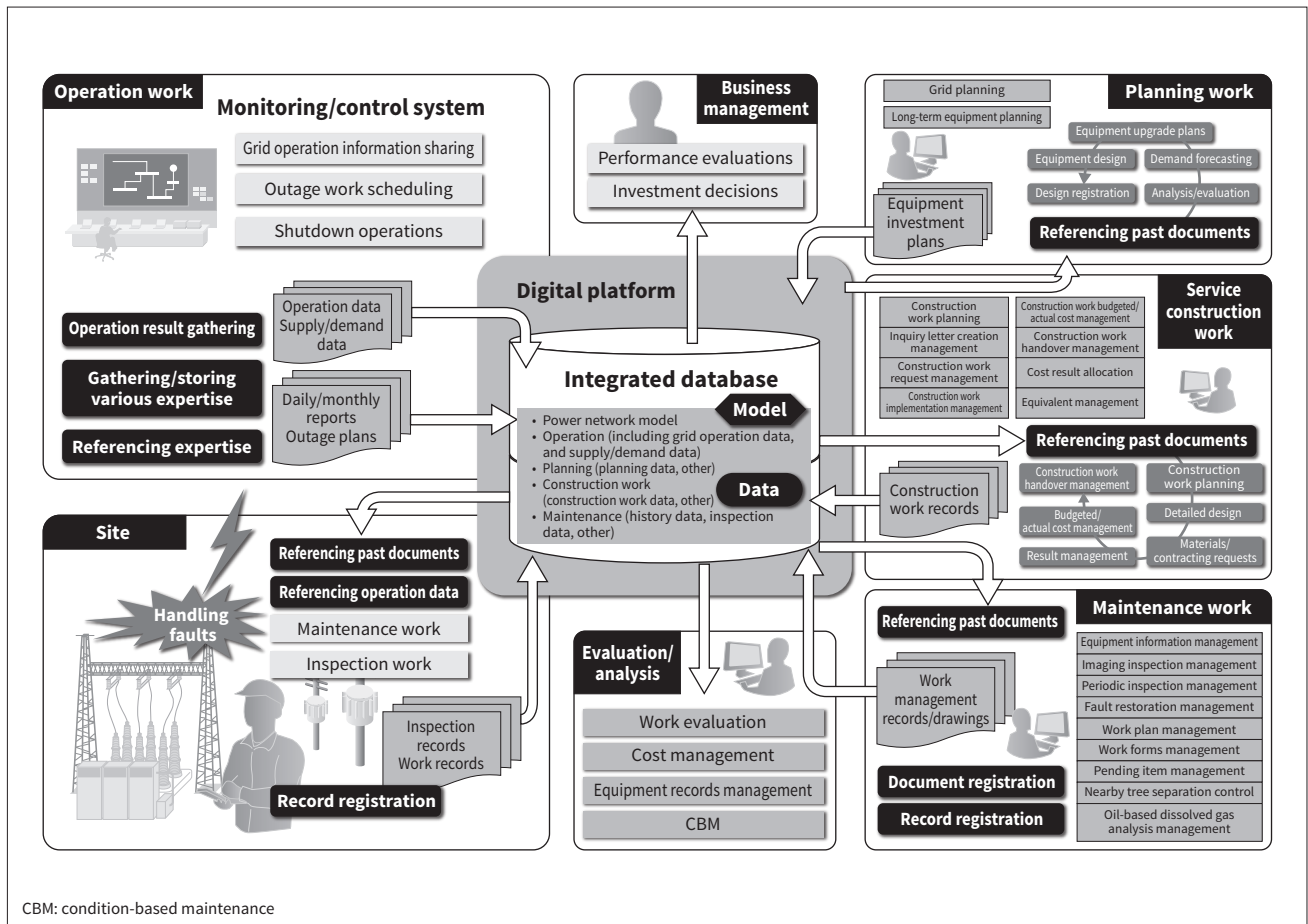 Operation work
Monitoring/control system
Grid operation information sharing
Outage work scheduling
Shutdown operations
Operation result gathering
Gathering/storing
various expertise
Referencing expertise
Operation data
Supply/demand
data
Daily/monthly
reports
Outage plans
Business
management
Performance evaluations
Investment decisions
Planning work
Grid planning
Long-term equipment planning
Equipment upgrade plans
Equipment design
Demand forecasting
Design registration
Analysis/evaluation
Equipment
investment
plans
Referencing past documents
Digital platform
Integrated database
Model
• Power network model
• Operation (including grid operation data,
and supply/demand data)
• Planning (planning data, other)
• Construction work
(construction work data, other)
• Maintenance (history data, inspection
data, other)
Data
Service
construction
work
Construction
work planning
Inquiry letter creation
management
Construction work
request management
Construction work
implementation management
Construction work budgeted/
actual cost management
Construction work
handover management
Cost result allocation
Equivalent management
Referencing past documents
Construction work
handover management
Construction
work planning
Budgeted/
actual cost management
Detailed design
Result management
Materials/
contracting requests
Construction
work records
Site
Handling
faults
Referencing past documents
Referencing operation data
Maintenance work
Inspection work
Inspection
records
Work records
Record registration
Evaluation/
analysis
Work evaluation
Cost management
Equipment records management
CBM
Maintenance work
Referencing past documents
Work
management
records/drawings
Document registration
Record registration
Equipment information management
Imaging inspection management
Periodic inspection management
Fault restoration management
Work plan management
Work forms management
Pending item management
Nearby tree separation control
Oil-based dissolved gas
analysis management
CBM: condition-based maintenance